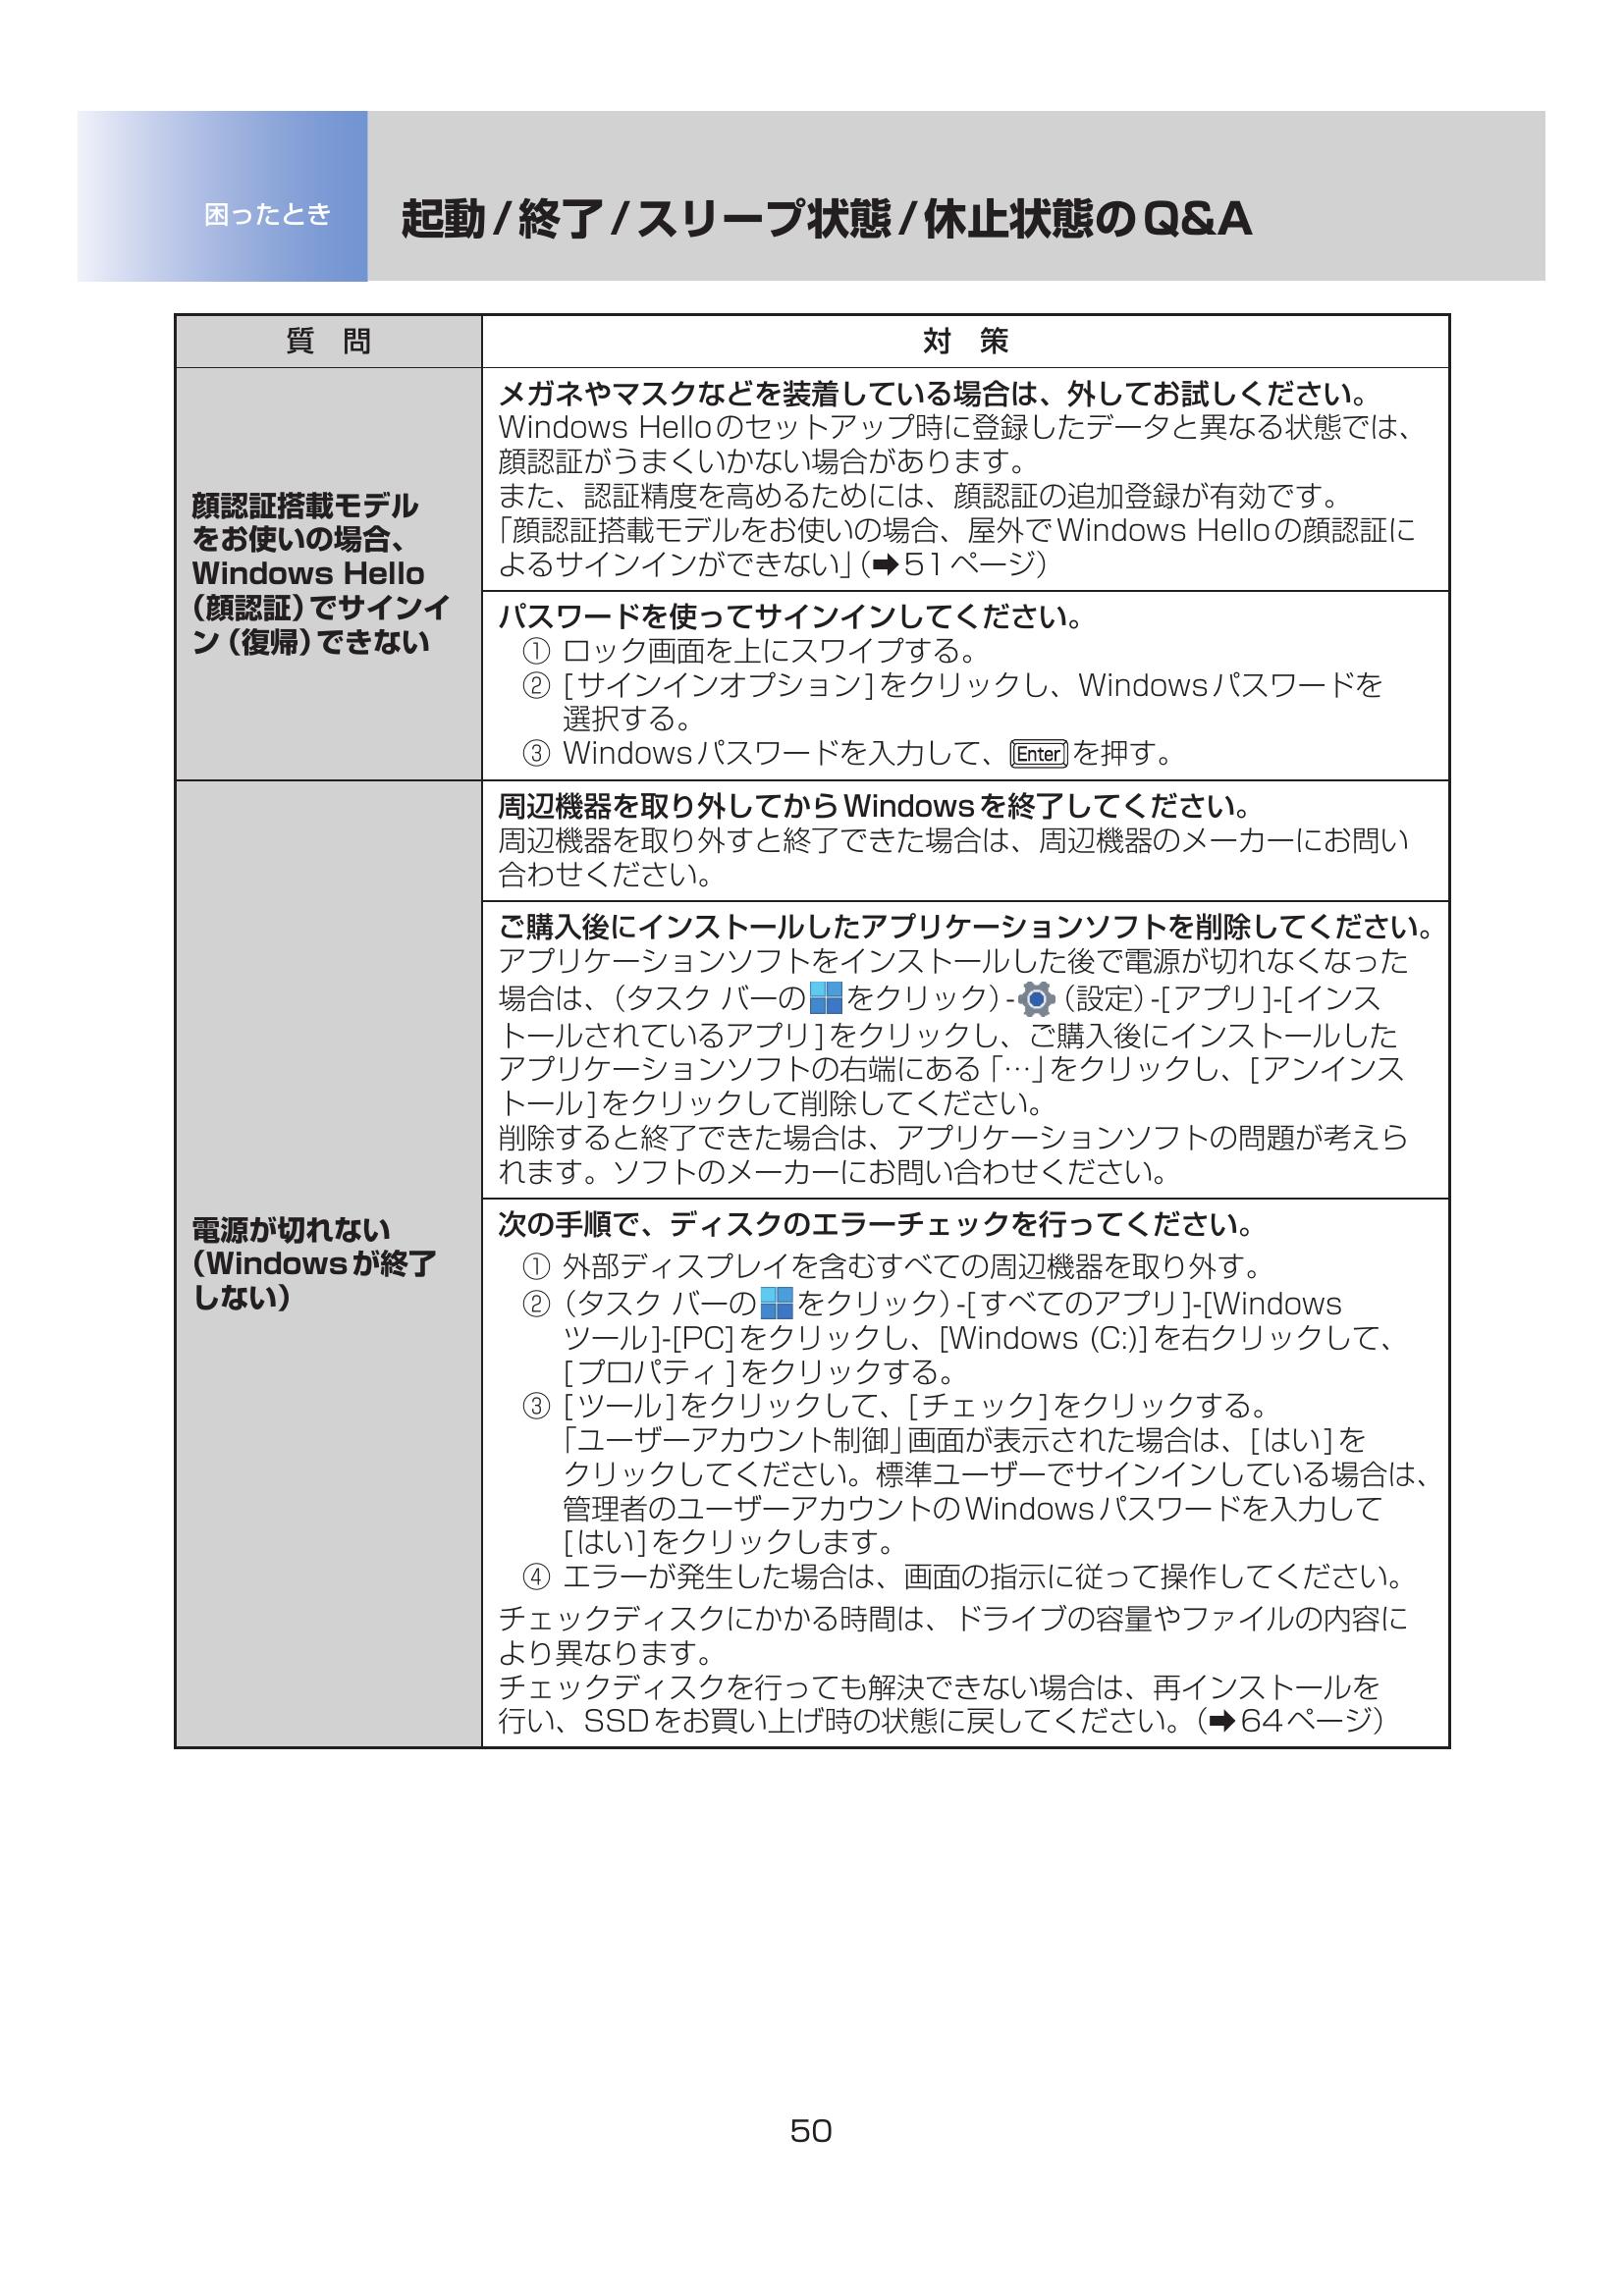 困ったとき
起動/終了/スリープ状態/休止状態のQ&A
質 問
対 策
顔認証搭載モデル
をお使いの場合、
Windows Hello
（顔認証）でサインイ
ン（復帰）できない
メガネやマスクなどを装着している場合は、外してお試しください。
Windows Helloのセットアップ時に登録したデータと異なる状態では、
顔認証がうまくいかない場合があります。
また、認証精度を高めるためには、顔認証の追加登録が有効です。
「顔認証搭載モデルをお使いの場合、屋外でWindows Helloの顔認証に
よるサインインができない」（➡51ページ）
パスワードを使ってサインインしてください。
① ロック画面を上にスワイプする。
② [サインインオプション]をクリックし、Windowsパスワードを
選択する。
③ Windowsパスワードを入力して、Enterを押す。
電源が切れない
（Windowsが終了
しない）
周辺機器を取り外してからWindowsを終了してください。
周辺機器を取り外すと終了できた場合は、周辺機器のメーカーにお問い
合わせください。
ご購入後にインストールしたアプリケーションソフトを削除してください。
アプリケーションソフトをインストールした後で電源が切れなくなった
場合は、（タスク バーの をクリック）- （設定）-[アプリ]-[インス
トールされているアプリ]をクリックし、ご購入後にインストールした
アプリケーションソフトの右端にある「…」をクリックし、[アンインス
トール]をクリックして削除してください。
削除すると終了できた場合は、アプリケーションソフトの問題が考えら
れます。ソフトのメーカーにお問い合わせください。
次の手順で、ディスクのエラーチェックを行ってください。
① 外部ディスプレイを含むすべての周辺機器を取り外す。
② （タスク バーの をクリック）-[すべてのアプリ]-[Windows
ツール]-[PC]をクリックし、[Windows (C:)]を右クリックして、
[プロパティ]をクリックする。
③ [ツール]をクリックして、[チェック]をクリックする。
「ユーザーアカウント制御」画面が表示された場合は、[はい]を
クリックしてください。標準ユーザーでサインインしている場合は、
管理者のユーザーアカウントのWindowsパスワードを入力して
[はい]をクリックします。
④ エラーが発生した場合は、画面の指示に従って操作してください。
チェックディスクにかかる時間は、ドライブの容量やファイルの内容に
より異なります。
チェックディスクを行っても解決できない場合は、再インストールを
行い、SSDをお買い上げ時の状態に戻してください。（➡64ページ）
50